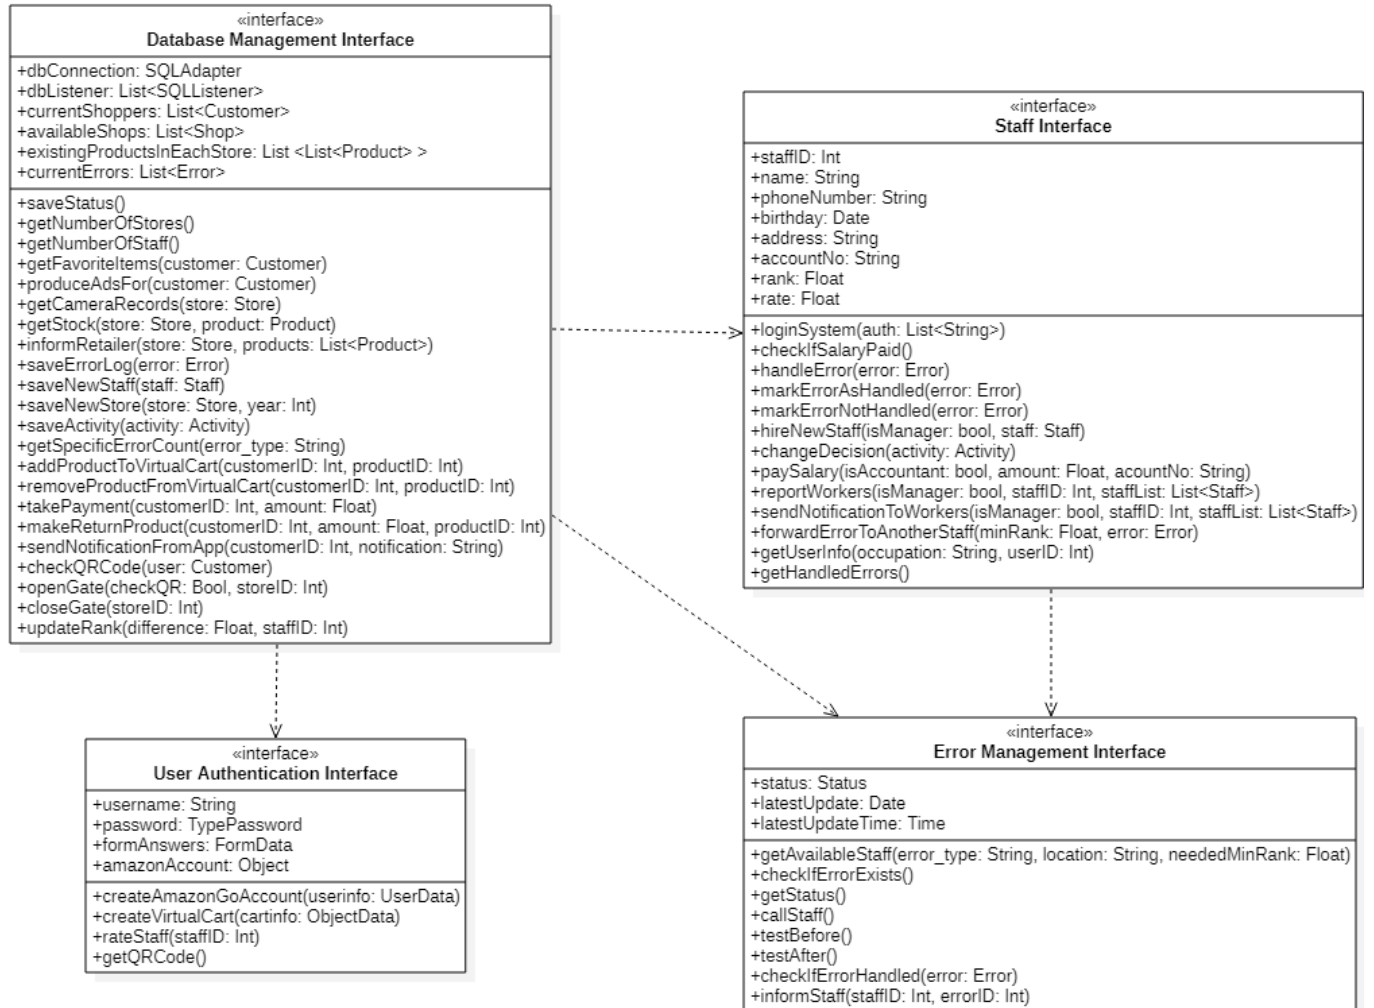 «interface»
Database Management Interface
+dbConnection: SQLAdapter
+dbListener: List<SQLListener>
+currentShoppers: List<Customer>
+availableShops: List<Shop>
+existingProductsInEachStore: List <List<Product> >
+currentErrors: List<Error>
+saveStatus()
+getNumberOfStores()
+getNumberOfStaff()
+getFavoriteItems(customer: Customer)
+produceAdsFor(customer: Customer)
+getCameraRecords(store: Store)
+getStock(store: Store, product: Product)
+informRetailer(store: Store, products: List<Product>)
+saveErrorLog(error: Error)
+saveNewStaff(staff: Staff)
+saveNewStore(store: Store, year: Int)
+saveActivity(activity: Activity)
+getSpecificErrorCount(error_type: String)
+addProductToVirtualCart(customerID: Int, productID: Int)
+removeProductFromVirtualCart(customerID: Int, productID: Int)
+takePayment(customerID: Int, amount: Float)
+makeReturnProduct(customerID: Int, amount: Float, productID: Int)
+sendNotificationFromApp(customerID: Int, notification: String)
+checkQRCode(user: Customer)
+openGate(checkQR: Bool, storeID: Int)
+closeGate(storeID: Int)
+updateRank(difference: Float, staffID: Int)
«interface»
Staff Interface
+staffID: Int
+name: String
+phoneNumber: String
+birthday: Date
+address: String
+accountNo: String
+rank: Float
+rate: Float
+loginSystem(auth: List<String>)
+checkIfSalaryPaid()
+handleError(error: Error)
+markErrorAsHandled(error: Error)
+markErrorNotHandled(error: Error)
+hireNewStaff(isManager: bool, staff: Staff)
+changeDecision(activity: Activity)
+paySalary(isAccountant: bool, amount: Float, acountNo: String)
+reportWorkers(isManager: bool, staffID: Int, staffList: List<Staff>)
+sendNotificationToWorkers(isManager: bool, staffID: Int, staffList: List<Staff>)
+forwardErrorToAnotherStaff(minRank: Float, error: Error)
+getUserInfo(occupation: String, userID: Int)
+getHandledErrors()
«interface»
User Authentication Interface
+username: String
+password: TypePassword
+formAnswers: FormData
+amazonAccount: Object
+createAmazonGoAccount(userinfo: UserData)
+createVirtualCart(cartinfo: ObjectData)
+rateStaff(staffID: Int)
+getQRCode()
«interface»
Error Management Interface
+status: Status
+latestUpdate: Date
+latestUpdateTime: Time
+getAvailableStaff(error_type: String, location: String, neededMinRank: Float)
+checkIfErrorExists()
+getStatus()
+callStaff()
+testBefore()
+testAfter()
+checkIfErrorHandled(error: Error)
+informStaff(staffID: Int, errorID: Int)